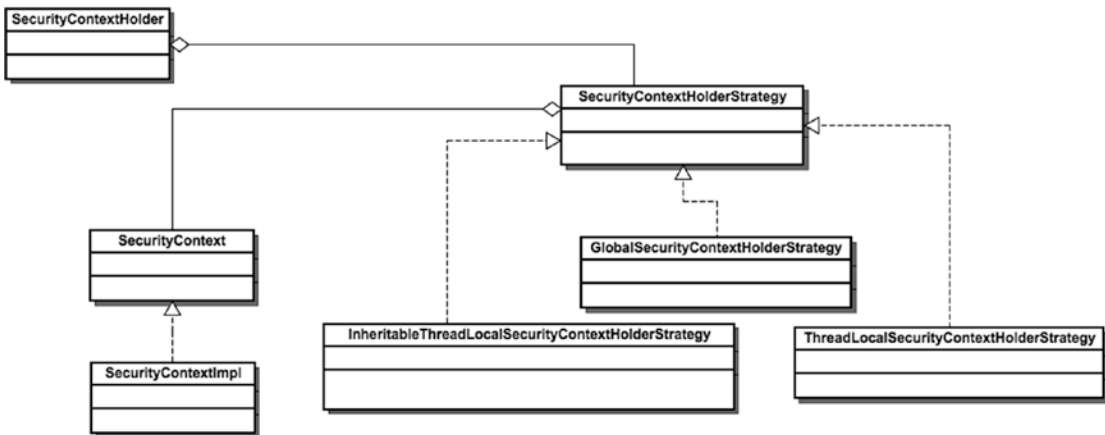 SecurityContextHolder
SecurityContextHolderStrategy
SecurityContext
GlobalSecurityContextHolderStrategy
InheritableThreadLocalSecurityContextHolderStrategy
ThreadLocalSecurityContextHolderStrategy
SecurityContextImpl